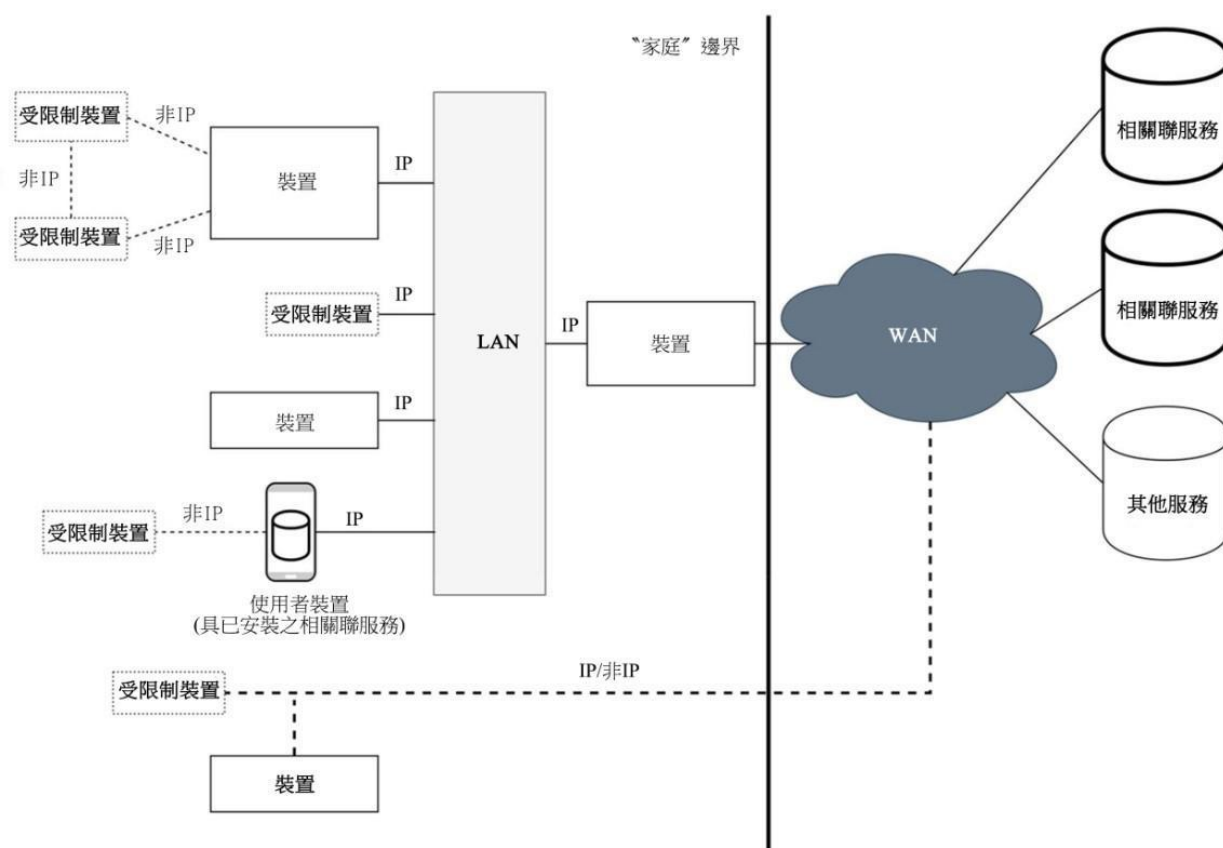 〝家庭〞邊界
受限制裝置
非IP
裝置
IP
非IP
受限制裝置
非IP
相關聯服務
受限制裝置
IP
LAN
IP
裝置
WAN
相關聯服務
裝置
IP
受限制裝置
非IP
IP
使用者裝置
(具已安裝之相關聯服務)
其他服務
受限制裝置
IP/非IP
裝置